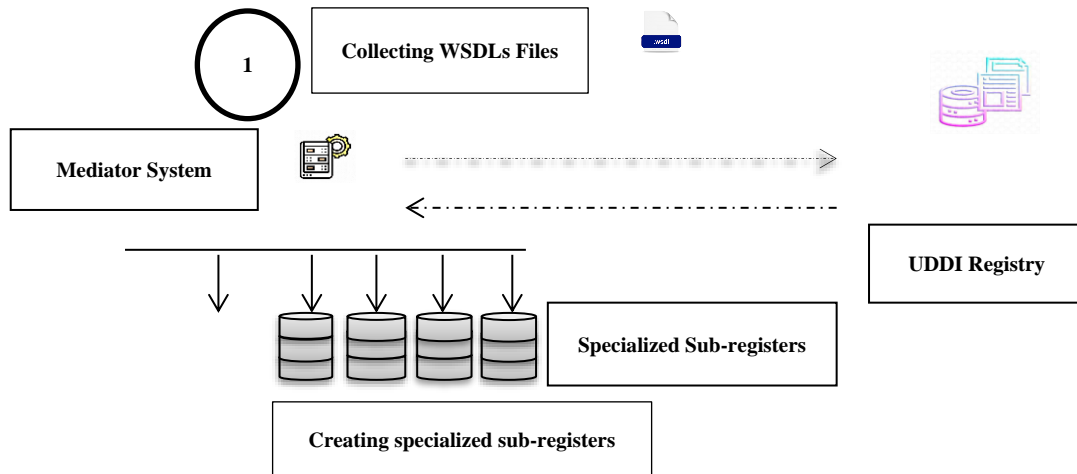 1
Collecting WSDLs Files
.wsdl
Mediator System
UDDI Registry
Specialized Sub-registers
Creating specialized sub-registers